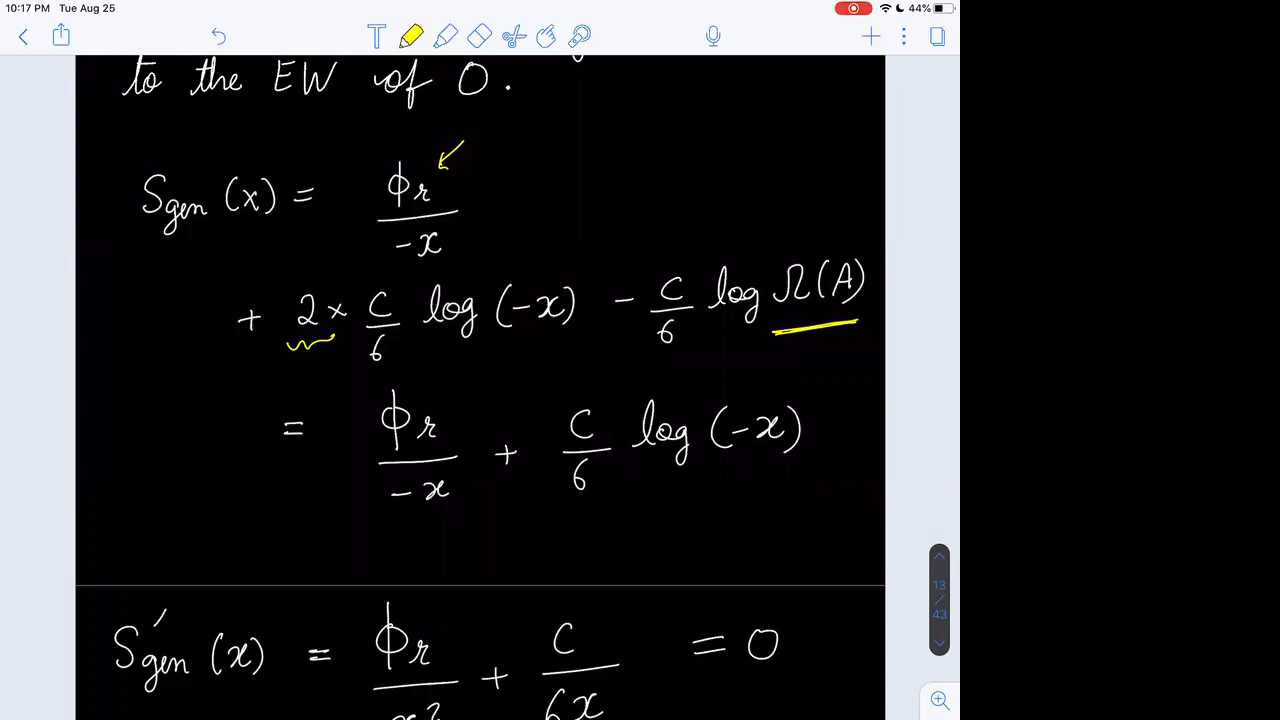 10:17 PM Tue Aug 25
44%
to the EW of O.
Sgen (x) = ϕr / -x
+ 2 × C/6 log (-x) - C/6 log Ω(A)
= ϕr / -x + C/6 log (-x)
S'gen (x) = ϕr / x² + C / 6x = 0
13
43